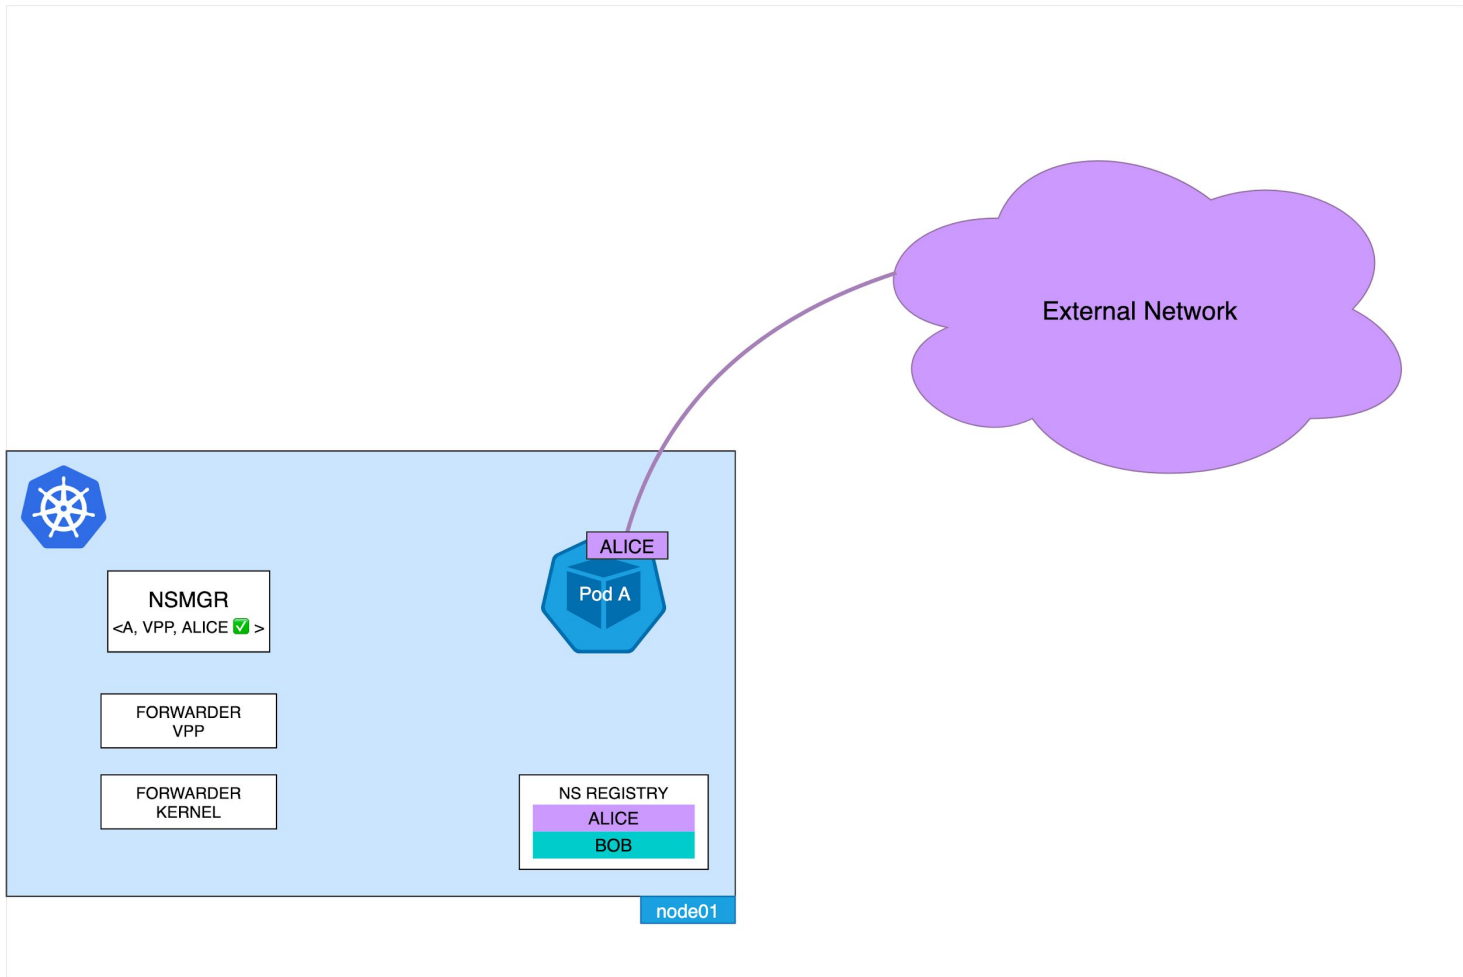 External Network
ALICE
Pod A
NSMGR
<A, VPP, ALICE ✅ >
FORWARDER
VPP
FORWARDER
KERNEL
NS REGISTRY
ALICE
BOB
node01